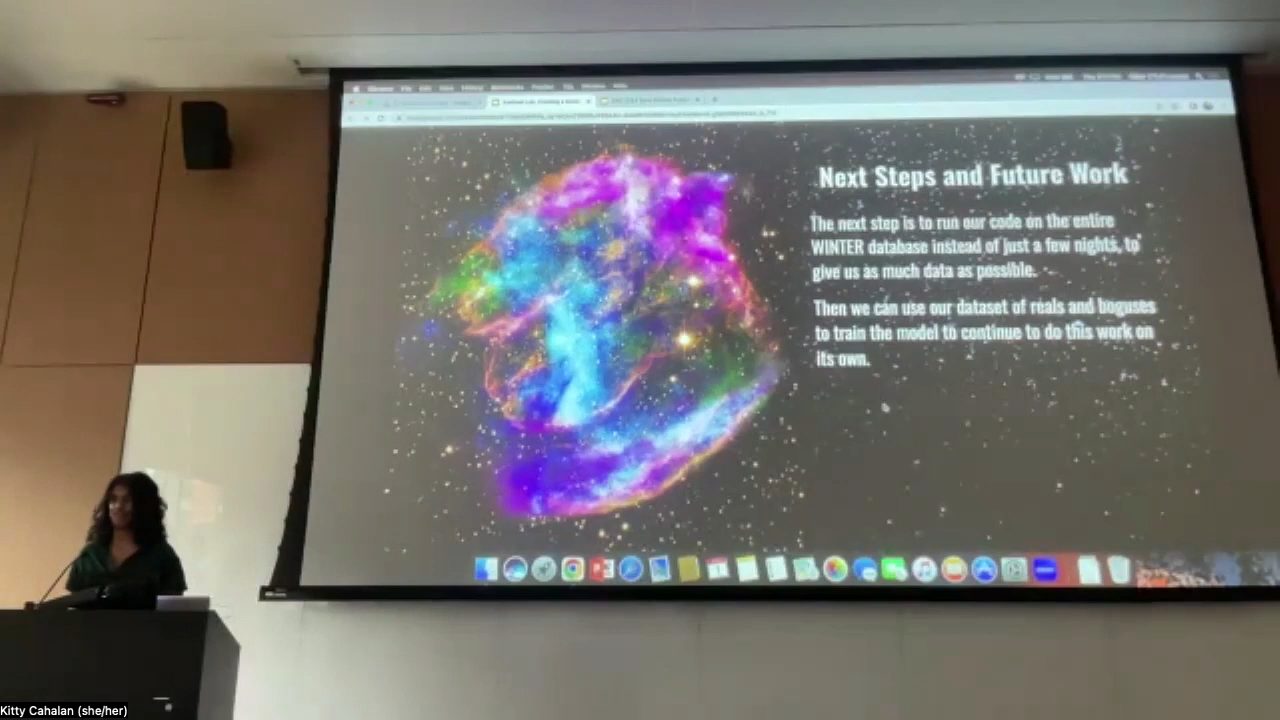 Next Steps and Future Work
The next step is to run our code on the entire
WINTER database instead of just a few nights, to
give us as much data as possible.
Then we can use our dataset of reals and boguses
to train the model to continue to do this work on
its own.
Kitty Cahalan (she/her)